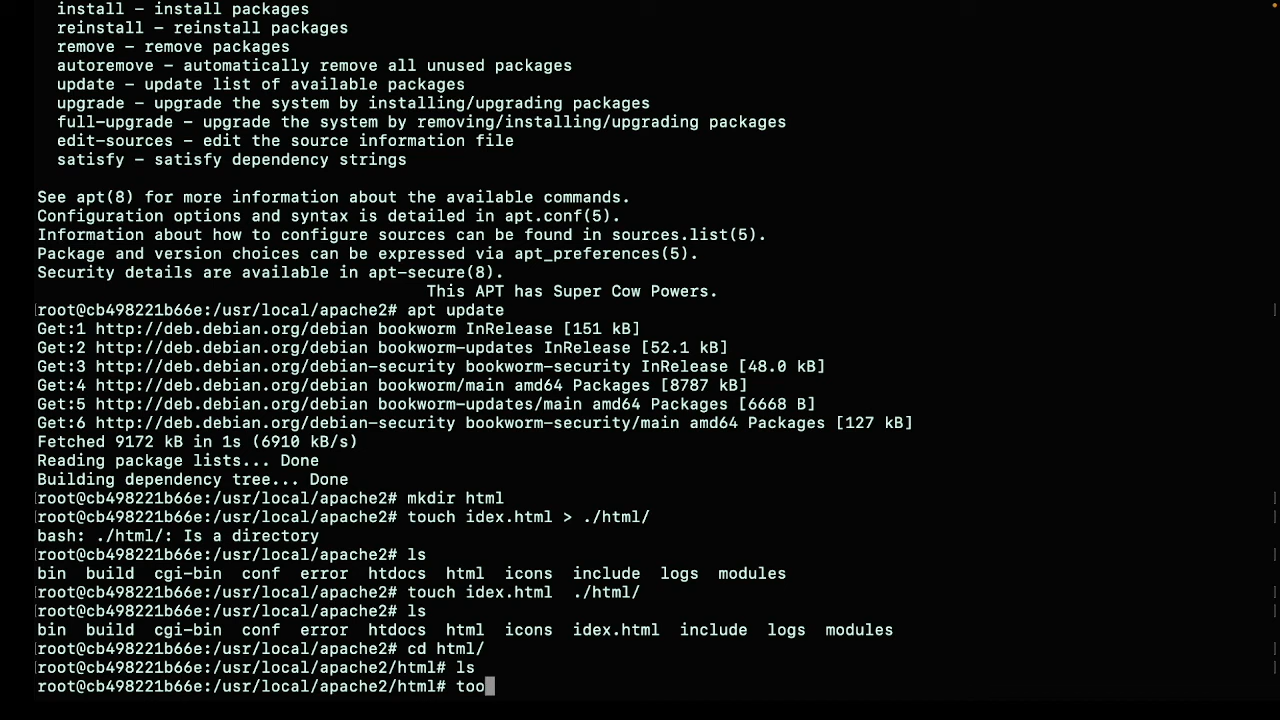 install - install packages
reinstall - reinstall packages
remove - remove packages
autoremove - automatically remove all unused packages
update - update list of available packages
upgrade - upgrade the system by installing/upgrading packages
full-upgrade - upgrade the system by removing/installing/upgrading packages
edit-sources - edit the source information file
satisfy - satisfy dependency strings
See apt(8) for more information about the available commands.
Configuration options and syntax is detailed in apt.conf(5).
Information about how to configure sources can be found in sources.list(5).
Package and version choices can be expressed via apt_preferences(5).
Security details are available in apt-secure(8).
This APT has Super Cow Powers.
root@cb498221b66e:/usr/local/apache2# apt update
Get:1 http://deb.debian.org/debian bookworm InRelease [151 kB]
Get:2 http://deb.debian.org/debian bookworm-updates InRelease [52.1 kB]
Get:3 http://deb.debian.org/debian-security bookworm-security InRelease [48.0 kB]
Get:4 http://deb.debian.org/debian bookworm/main amd64 Packages [8787 kB]
Get:5 http://deb.debian.org/debian bookworm-updates/main amd64 Packages [6668 B]
Get:6 http://deb.debian.org/debian-security bookworm-security/main amd64 Packages [127 kB]
Fetched 9172 kB in 1s (6910 kB/s)
Reading package lists... Done
Building dependency tree... Done
root@cb498221b66e:/usr/local/apache2# mkdir html
root@cb498221b66e:/usr/local/apache2# touch idex.html > ./html/
bash: ./html/: Is a directory
root@cb498221b66e:/usr/local/apache2# ls
bin build cgi-bin conf error htdocs html icons include logs modules
root@cb498221b66e:/usr/local/apache2# touch idex.html  ./html/
root@cb498221b66e:/usr/local/apache2# ls
bin build cgi-bin conf error htdocs html icons idex.html include logs modules
root@cb498221b66e:/usr/local/apache2# cd html/
root@cb498221b66e:/usr/local/apache2/html# ls
root@cb498221b66e:/usr/local/apache2/html# too